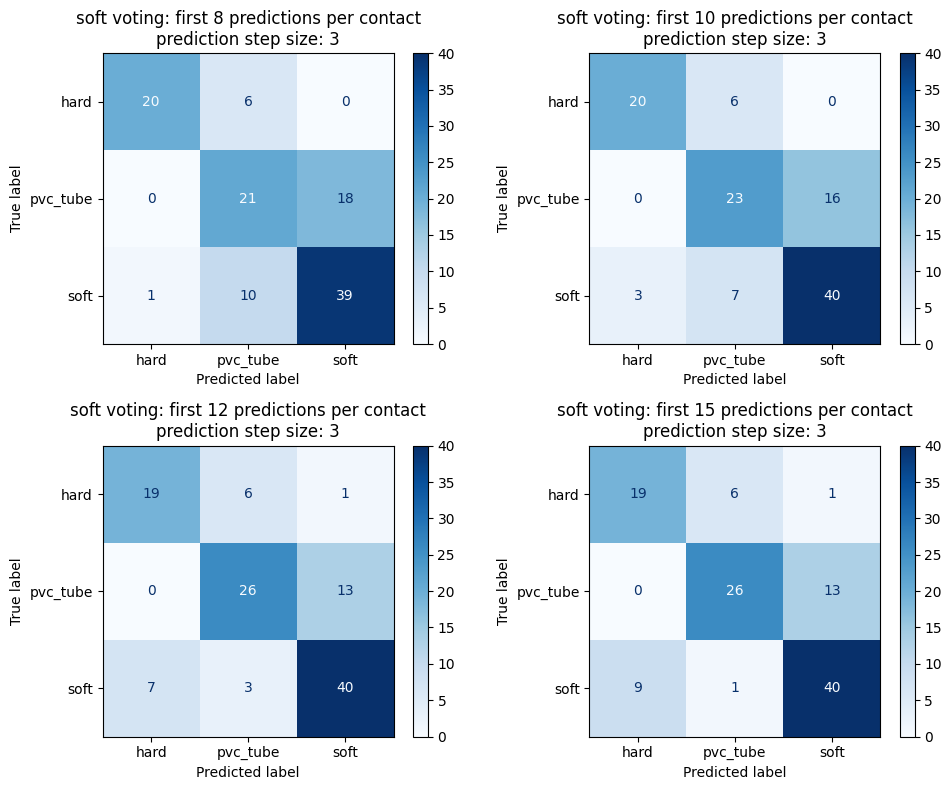 soft voting: first 8 predictions per contact
prediction step size: 3
True label
hard
20 6 0
pvc_tube
0 21 18
soft
1 10 39
hard pvc_tube soft
Predicted label
40
35
30
25
20
15
10
5
0
soft voting: first 10 predictions per contact
prediction step size: 3
True label
hard
20 6 0
pvc_tube
0 23 16
soft
3 7 40
hard pvc_tube soft
Predicted label
40
35
30
25
20
15
10
5
0
soft voting: first 12 predictions per contact
prediction step size: 3
True label
hard
19 6 1
pvc_tube
0 26 13
soft
7 3 40
hard pvc_tube soft
Predicted label
40
35
30
25
20
15
10
5
0
soft voting: first 15 predictions per contact
prediction step size: 3
True label
hard
19 6 1
pvc_tube
0 26 13
soft
9 1 40
hard pvc_tube soft
Predicted label
40
35
30
25
20
15
10
5
0